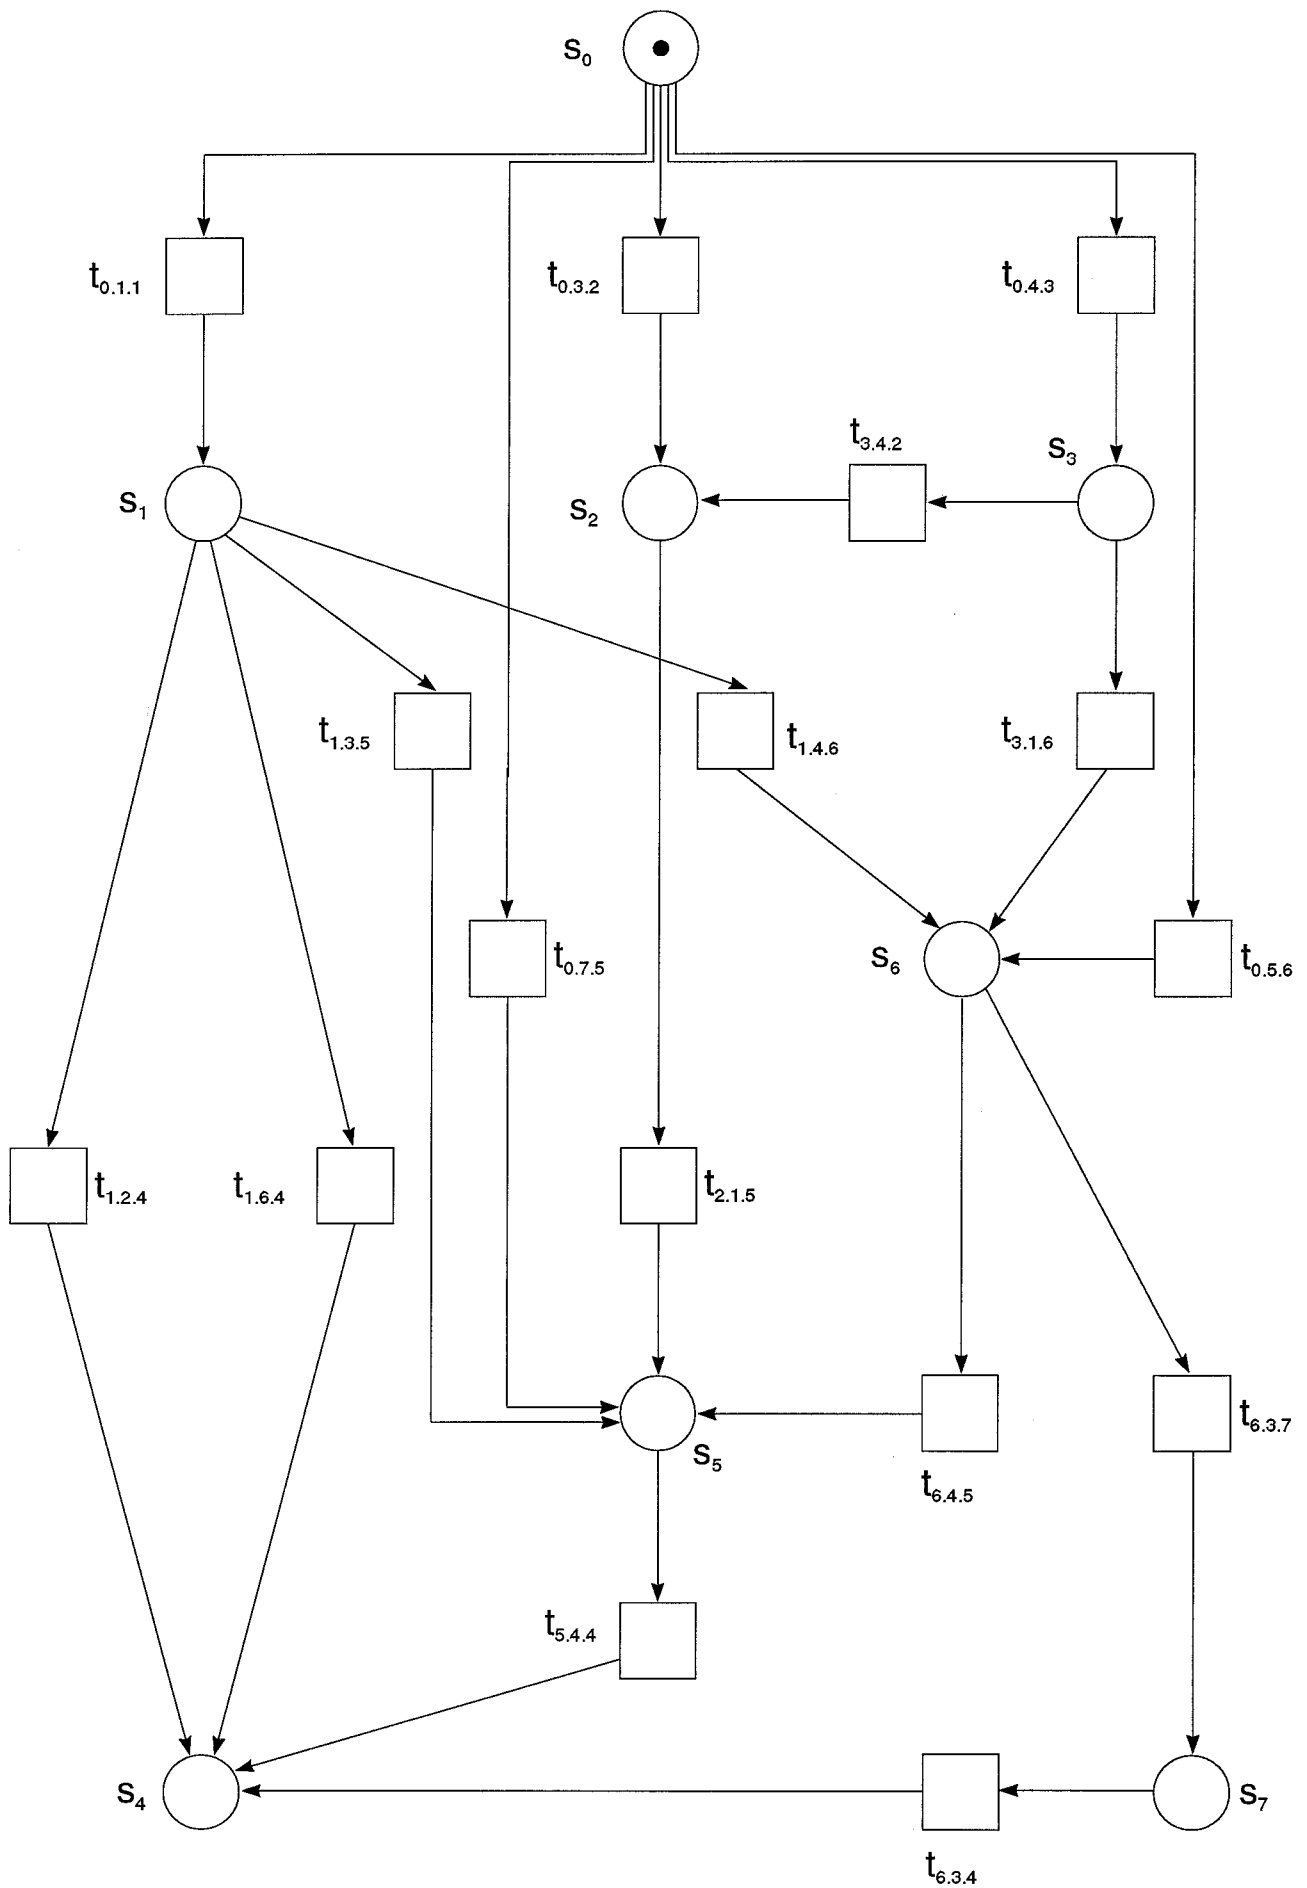 S₀
t₀.₁.₁
t₀.₃.₂
t₀.₄.₃
t₃.₄.₂
S₃
S₁
S₂
t₁.₃.₅
t₁.₄.₆
t₃.₁.₆
t₀.₇.₅
S₆
t₀.₅.₆
t₁.₂.₄
t₁.₆.₄
t₂.₁.₅
t₆.₃.₇
S₅
t₆.₄.₅
t₅.₄.₄
S₄
S₇
t₆.₃.₄